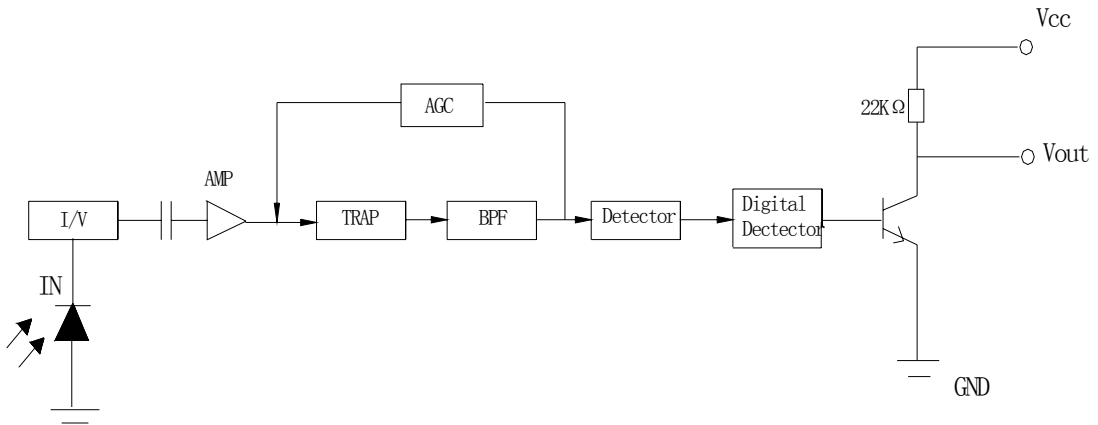 Vcc
AGC
22KΩ
Vout
AMP
I/V
TRAP
BPF
Detector
Digital
Dectector
IN
GND